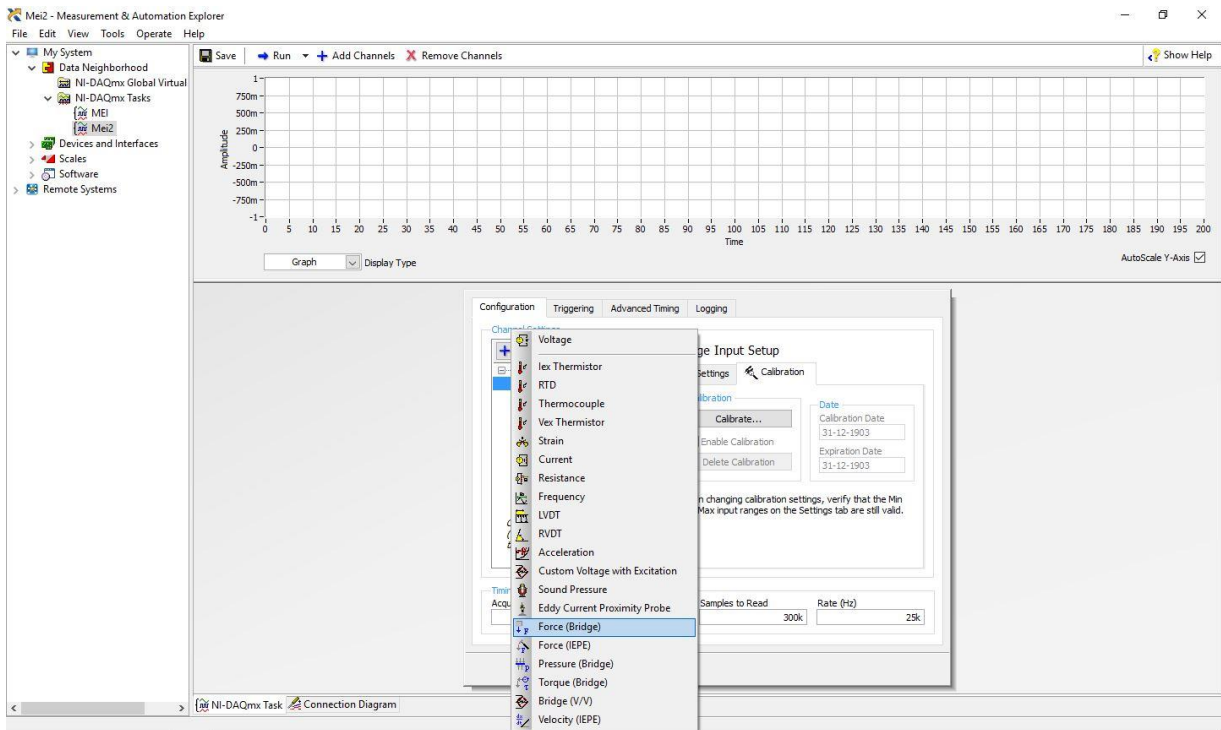 Mei2 - Measurement & Automation Explorer
File Edit View Tools Operate Help
My System
Data Neighborhood
NI-DAQmx Global Virtual
NI-DAQmx Tasks
MEI
Mei2
Devices and Interfaces
Scales
Software
Remote Systems
Save Run Add Channels Remove Channels Show Help
1
750m
500m
250m
0
-250m
-500m
-750m
-1
Amplitude
0 5 10 15 20 25 30 35 40 45 50 55 60 65 70 75 80 85 90 95 100 105 110 115 120 125 130 135 140 145 150 155 160 165 170 175 180 185 190 195 200
Time
Graph Display Type AutoScale Y-Axis
Configuration Triggering Advanced Timing Logging
Channel Settings
Voltage
Iex Thermistor
RTD
Thermocouple
Vex Thermistor
Strain
Current
Resistance
Frequency
LVDT
RVDT
Acceleration
Custom Voltage with Excitation
Sound Pressure
Eddy Current Proximity Probe
Force (Bridge)
Force (IEPE)
Pressure (Bridge)
Torque (Bridge)
Bridge (V/V)
Velocity (IEPE)
ge Input Setup
Settings Calibration
libration
Calibrate...
Enable Calibration
Delete Calibration
Date
Calibration Date
31-12-1903
Expiration Date
31-12-1903
n changing calibration settings, verify that the Min
Max input ranges on the Settings tab are still valid.
Timin
Acqu
Samples to Read Rate (Hz)
300k 25k
NI-DAQmx Task Connection Diagram